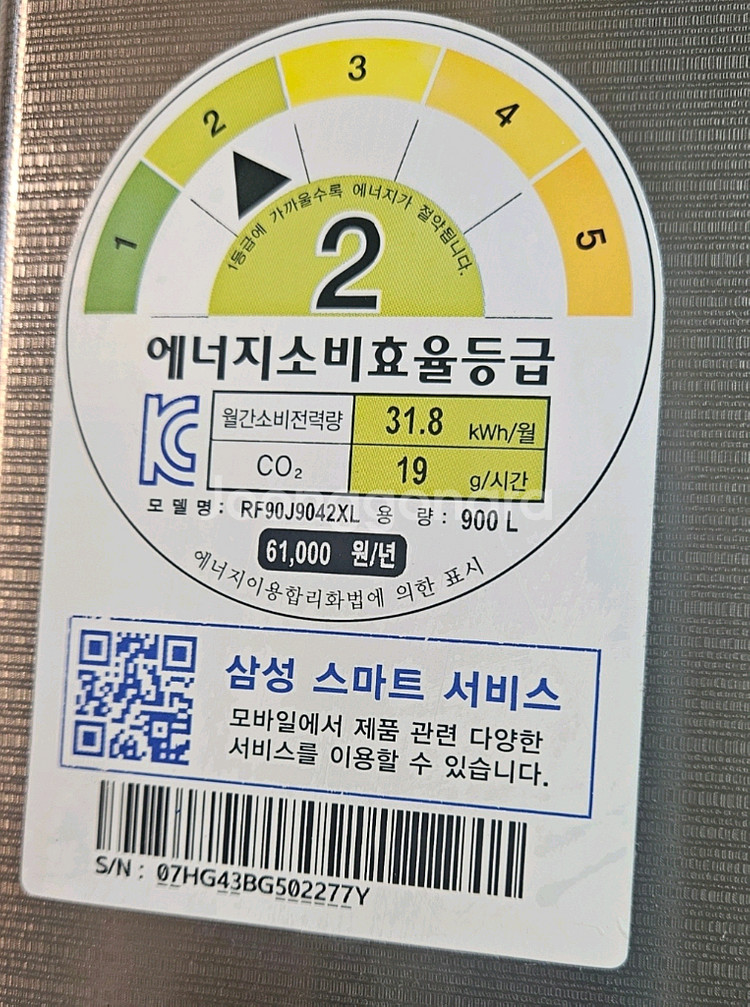 1
2
3
4
5
1등급에 가까울수록 에너지가 절약됩니다.
2
에너지소비효율등급
월간소비전력량 31.8 kWh/월
CO₂ 19 g/시간
모델명 : RF90J9042XL 용 량 : 900 L
61,000 원/년
에너지이용합리화법에 의한 표시
삼성 스마트 서비스
모바일에서 제품 관련 다양한
서비스를 이용할 수 있습니다.
S/N : 07HG43BG502277Y